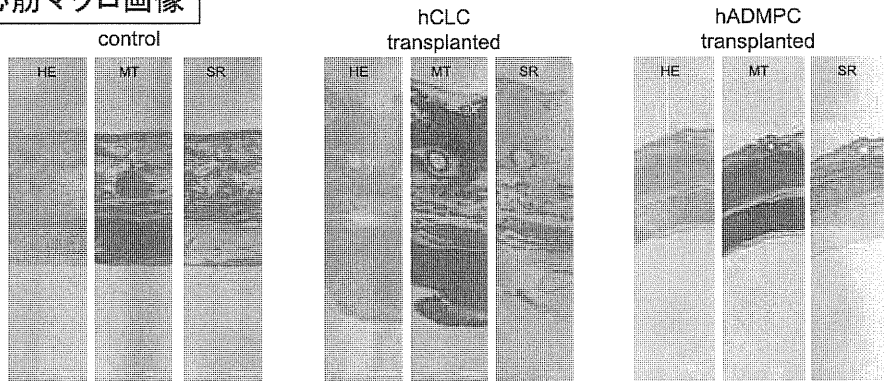 心筋マクロ画像
control
HE MT SR
hCLC
transplanted
HE MT SR
hADMPC
transplanted
HE MT SR